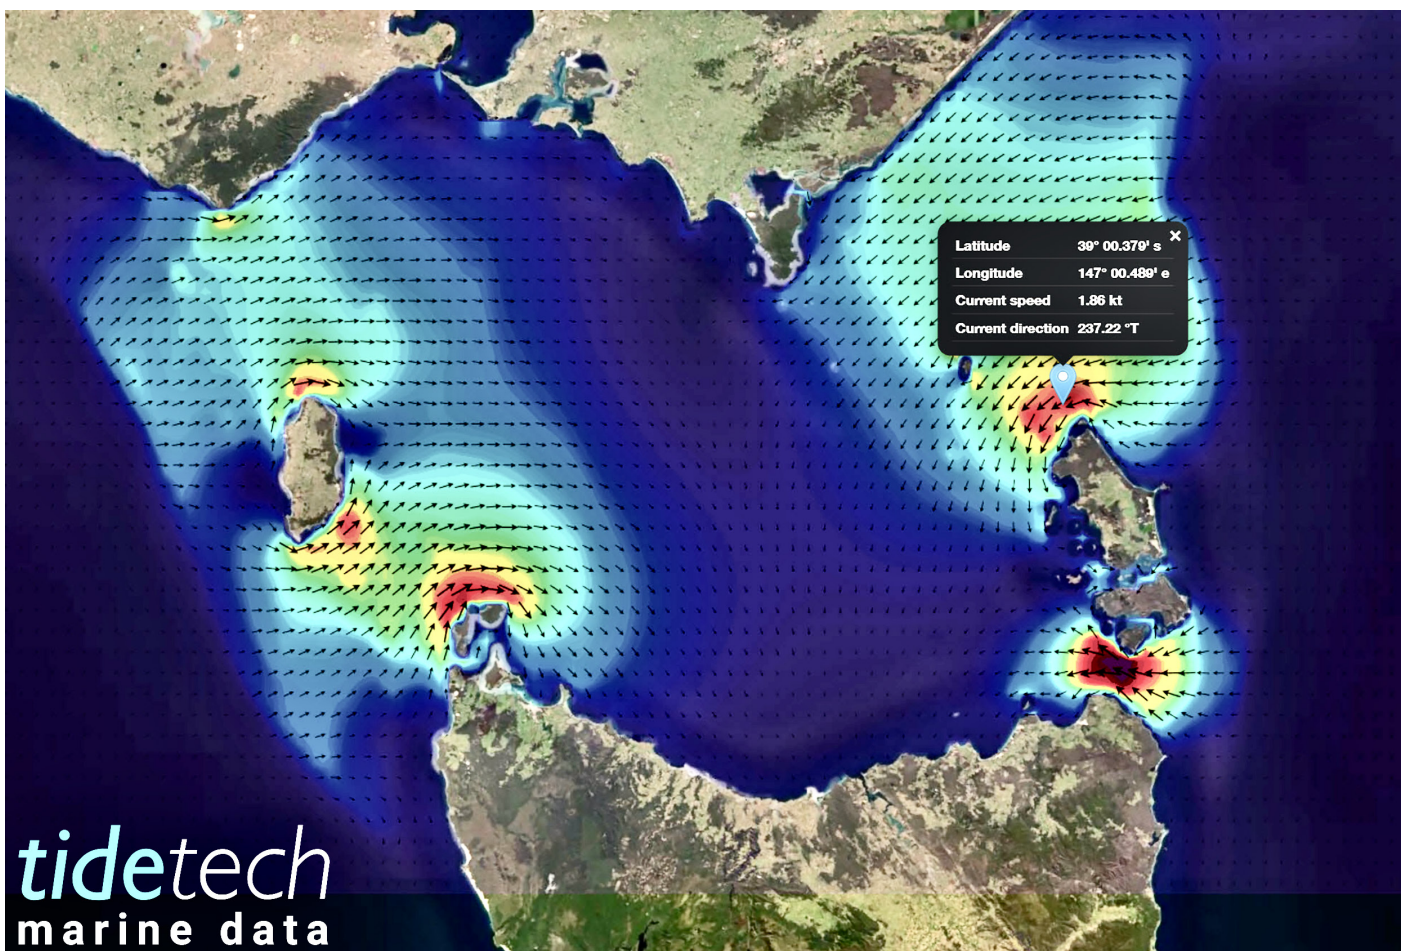 Latitude 39° 00.379' s
Longitude 147° 00.489' e
Current speed 1.86 kt
Current direction 237.22 °T
tidetech
marine data